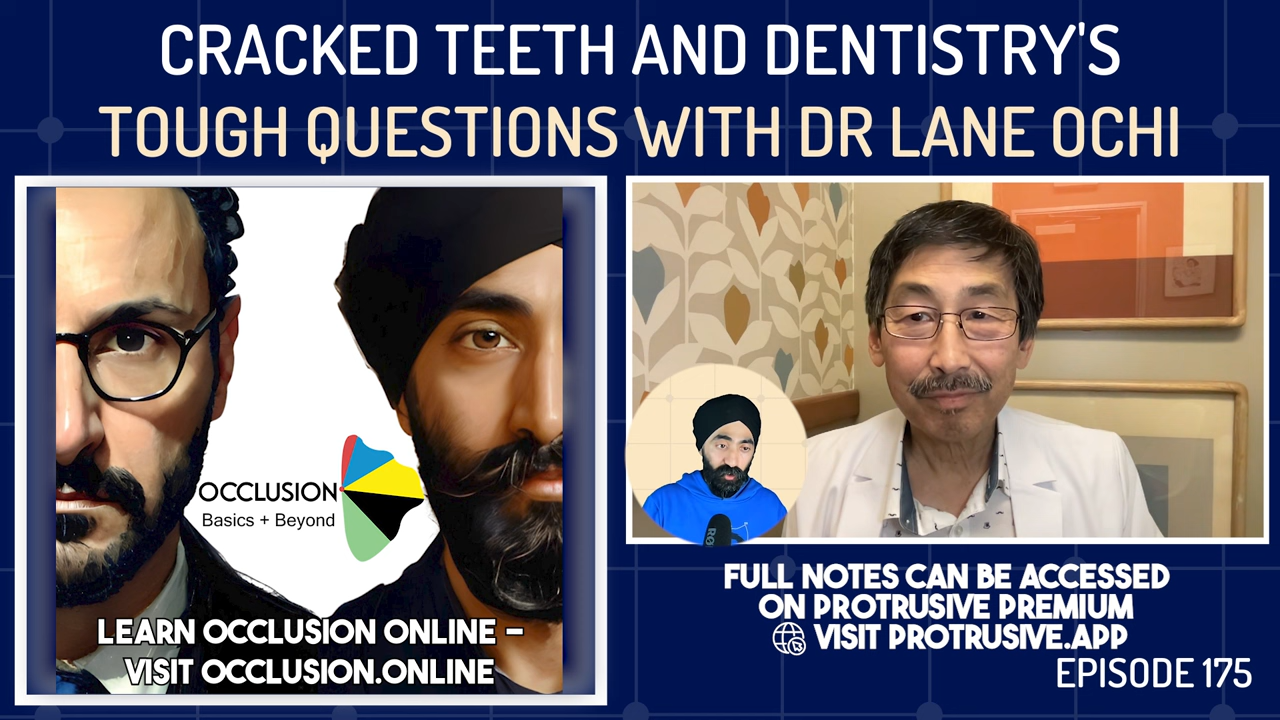 CRACKED TEETH AND DENTISTRY'S
TOUGH QUESTIONS WITH DR LANE OCHI
OCCLUSION
Basics + Beyond
LEARN OCCLUSION ONLINE –
VISIT OCCLUSION.ONLINE
FULL NOTES CAN BE ACCESSED
ON PROTRUSIVE PREMIUM
VISIT PROTRUSIVE.APP
EPISODE 175